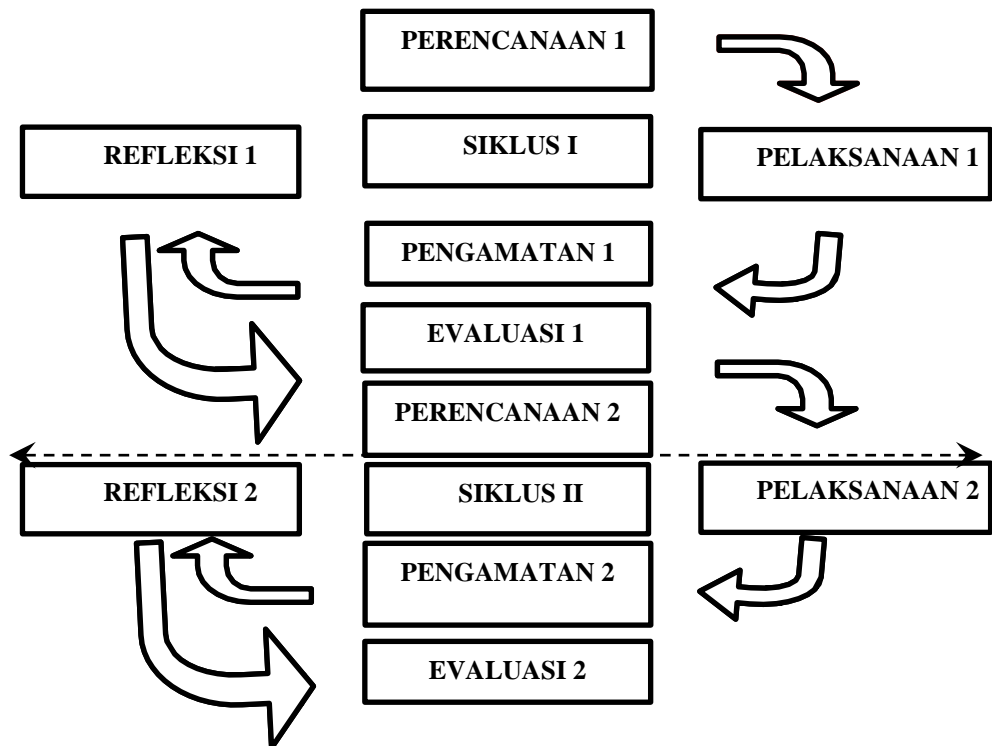 PERENCANAAN 1
REFLEKSI 1
SIKLUS I
PELAKSANAAN 1
PENGAMATAN 1
EVALUASI 1
PERENCANAAN 2
REFLEKSI 2
SIKLUS II
PELAKSANAAN 2
PENGAMATAN 2
EVALUASI 2